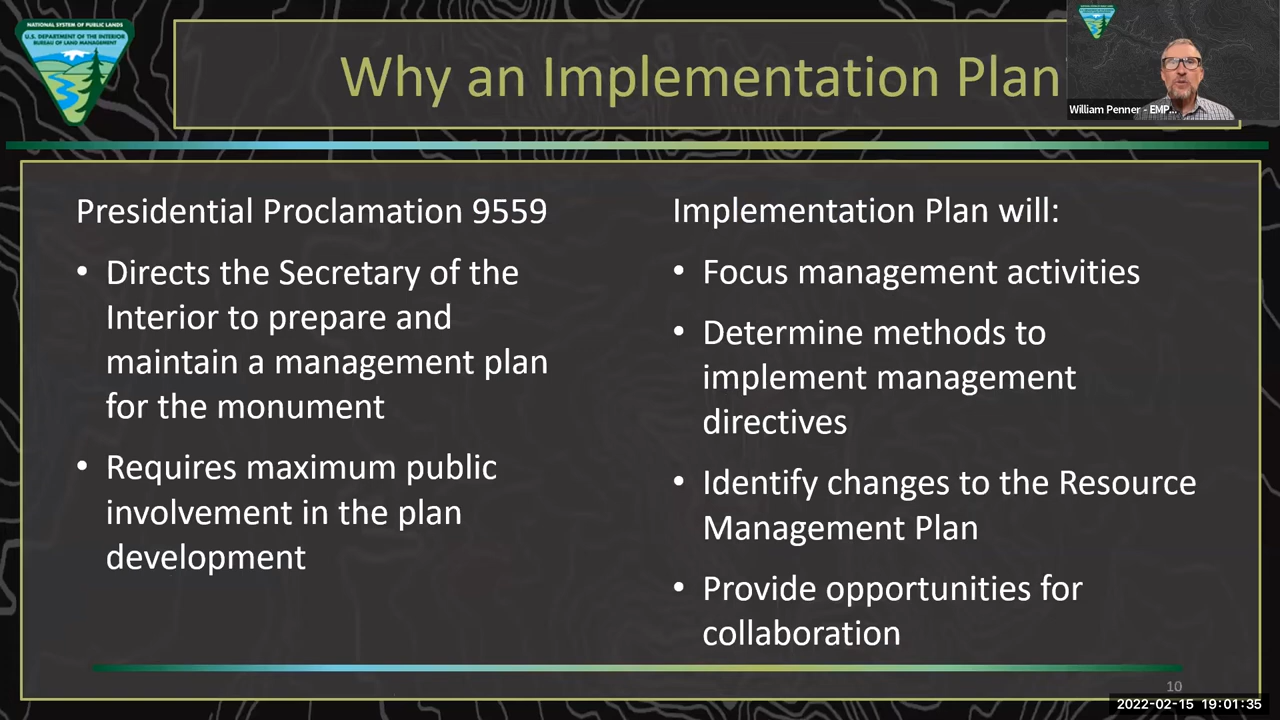 NATIONAL SYSTEM OF PUBLIC LANDS
U.S. DEPARTMENT OF THE INTERIOR
BUREAU OF LAND MANAGEMENT
Why an Implementation Plan
William Penner - EMP...
Presidential Proclamation 9559
• Directs the Secretary of the
Interior to prepare and
maintain a management plan
for the monument
• Requires maximum public
involvement in the plan
development
Implementation Plan will:
• Focus management activities
• Determine methods to
implement management
directives
• Identify changes to the Resource
Management Plan
• Provide opportunities for
collaboration
10
2022-02-15 19:01:35